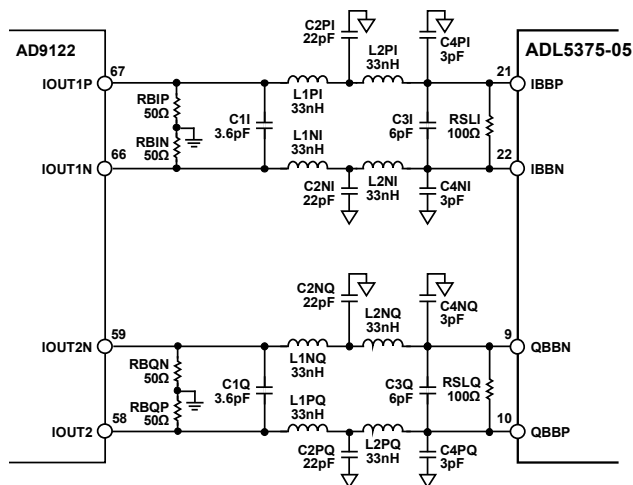 AD9122
ADL5375-05
C2PI
22pF
L2PI
33nH
C4PI
3pF
67
IOUT1P
21
IBBP
RBIP
50Ω
RBIN
50Ω
C1I
3.6pF
L1PI
33nH
L1NI
33nH
C3I
6pF
RSLI
100Ω
66
IOUT1N
22
IBBN
C2NI
22pF
L2NI
33nH
C4NI
3pF
C2NQ
22pF
L2NQ
33nH
C4NQ
3pF
59
IOUT2N
9
QBBN
RBQN
50Ω
RBQP
50Ω
C1Q
3.6pF
L1NQ
33nH
L1PQ
33nH
C3Q
6pF
RSLQ
100Ω
58
IOUT2
10
QBBP
C2PQ
22pF
L2PQ
33nH
C4PQ
3pF